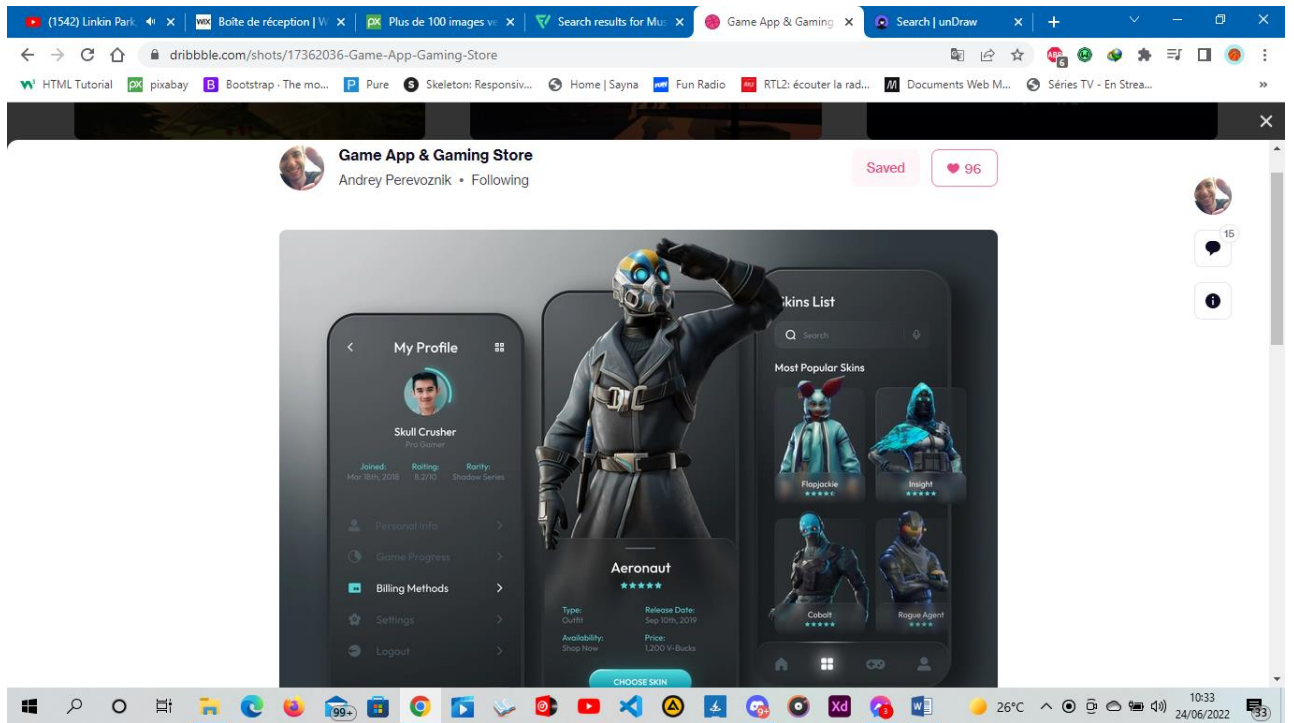 (1542) Linkin Park,
Boîte de réception | W
Plus de 100 images ve
Search results for Mus
Game App & Gaming
Search | unDraw
dribbble.com/shots/17362036-Game-App-Gaming-Store
HTML Tutorial
pixabay
Bootstrap · The mo...
Pure
Skeleton: Responsiv...
Home | Sayna
Fun Radio
RTL2: écouter la rad...
Documents Web M...
Séries TV - En Strea...
»
Game App & Gaming Store
Andrey Perevoznik • Following
Saved
96
15
My Profile
Skull Crusher
Pro Gamer
Joined: Raiting: Rarity:
Mar 18th, 2018 8.2/10 Shadow Series
Personal Info
Game Progress
Billing Methods
Settings
Logout
Aeronaut
Type: Release Date:
Outfit Sep 10th, 2019
Availability: Price:
Shop Now 1,200 V-Bucks
CHOOSE SKIN
kins List
Search
Most Popular Skins
Flapjackie
Insight
Cobalt
Rogue Agent
99+
Xd
26°C
10:33
24/06/2022
33